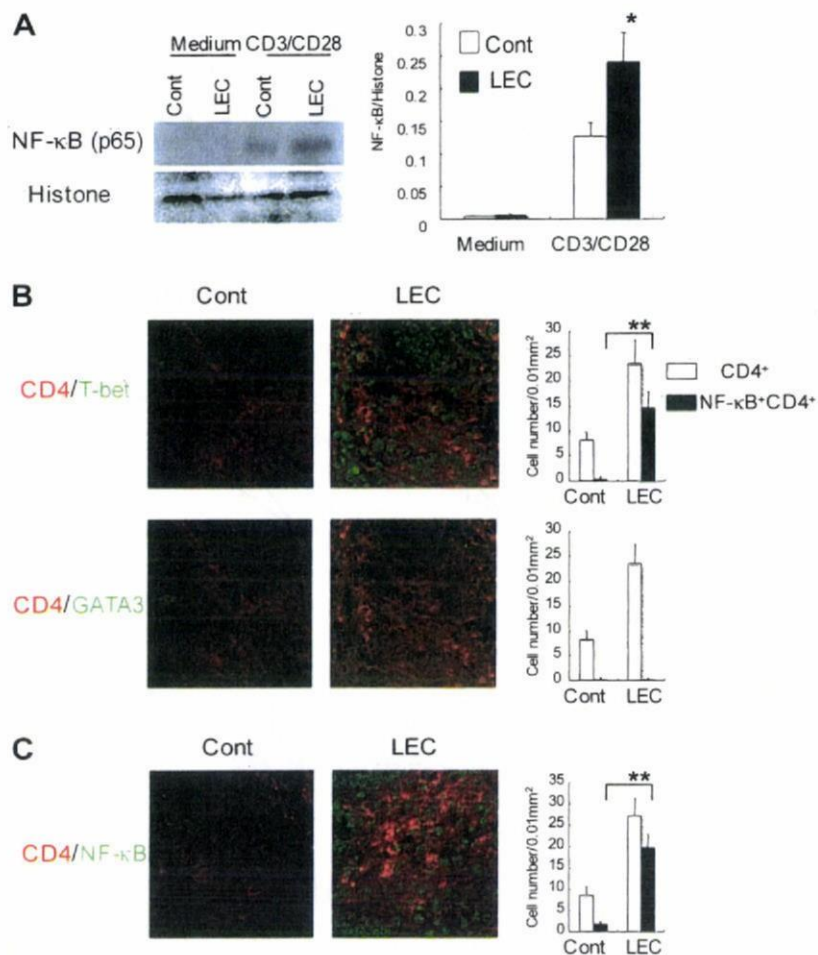 A
Medium CD3/CD28
Cont LEC Cont LEC
NF-κB (p65)
Histone
NF-κB/Histone
0.3
0.25
0.2
0.15
0.1
0.05
0
*
Cont
LEC
Medium CD3/CD28
B
Cont LEC
CD4/T-bet
Cell number/0.01mm²
30
25
20
15
10
5
0
**
Cont LEC
CD4⁺
NF-κB⁺CD4⁺
CD4/GATA3
Cell number/0.01mm²
30
25
20
15
10
5
0
Cont LEC
C
Cont LEC
CD4/NF-κB
Cell number/0.01mm²
35
30
25
20
15
10
5
0
**
Cont LEC